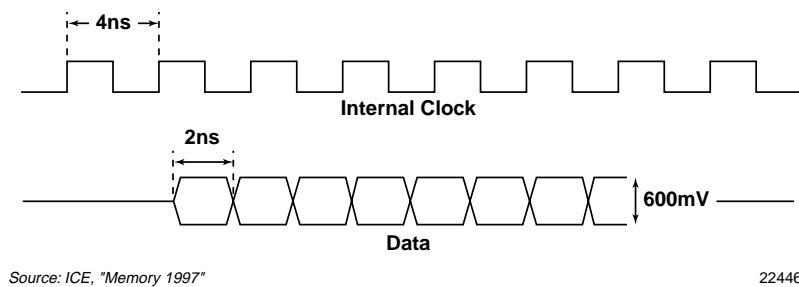 4ns
Internal Clock
2ns
600mV
Data
Source: ICE, "Memory 1997"
22446